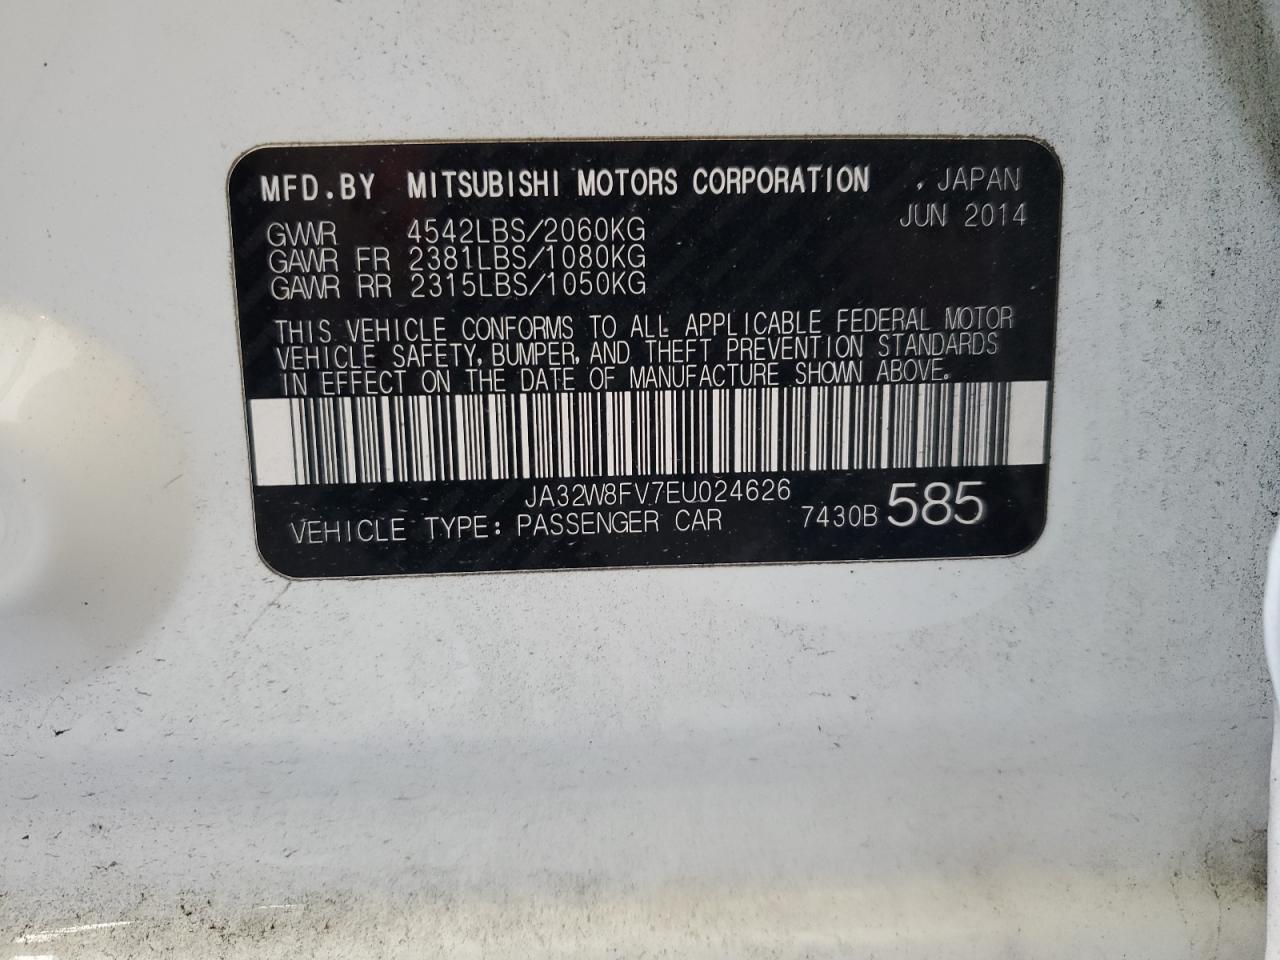 MFD.BY MITSUBISHI MOTORS CORPORATION , JAPAN
JUN 2014
GVWR 4542LBS/2060KG
GAWR FR 2381LBS/1080KG
GAWR RR 2315LBS/1050KG
THIS VEHICLE CONFORMS TO ALL APPLICABLE FEDERAL MOTOR
VEHICLE SAFETY, BUMPER, AND THEFT PREVENTION STANDARDS
IN EFFECT ON THE DATE OF MANUFACTURE SHOWN ABOVE.
JA32W8FV7EU024626
VEHICLE TYPE: PASSENGER CAR 7430B 585